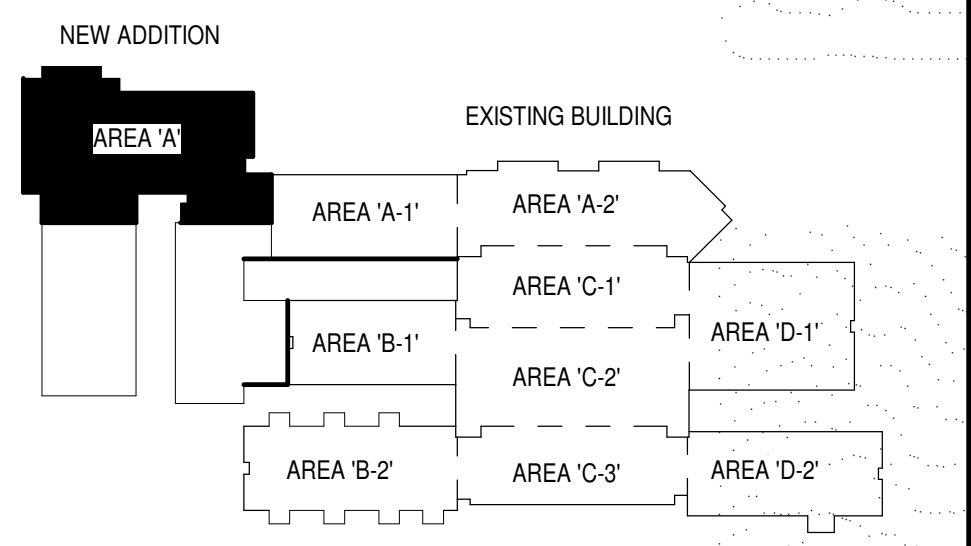 NEW ADDITION
AREA 'A'
EXISTING BUILDING
AREA 'A-1'
AREA 'A-2'
AREA 'C-1'
AREA 'B-1'
AREA 'D-1'
AREA 'C-2'
AREA 'B-2'
AREA 'C-3'
AREA 'D-2'